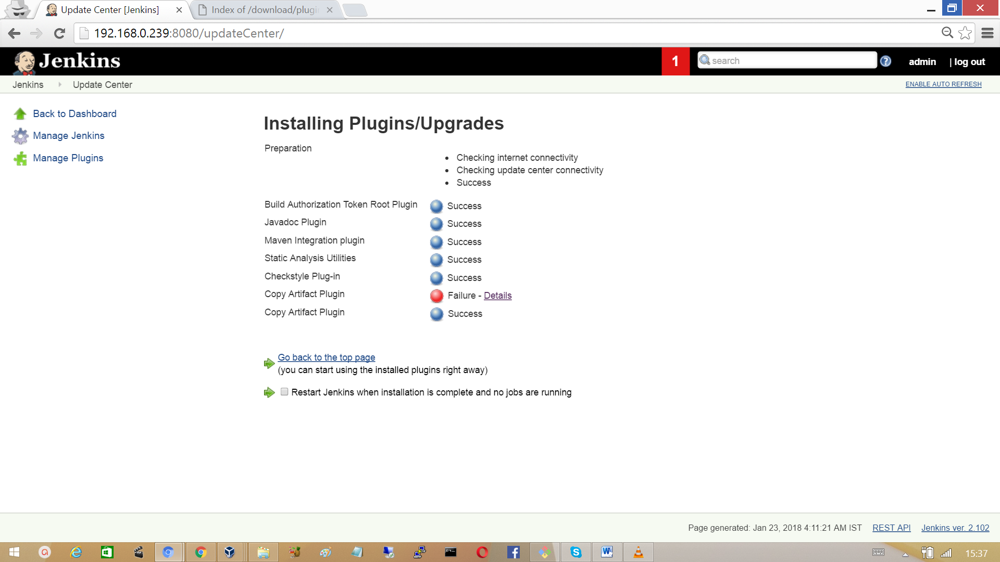 Update Center [Jenkins]
Index of /download/plugi
192.168.0.239:8080/updateCenter/
Jenkins
1
search
admin
| log out
Jenkins
Update Center
ENABLE AUTO REFRESH
Back to Dashboard
Manage Jenkins
Manage Plugins
Installing Plugins/Upgrades
Preparation
Checking internet connectivity
Checking update center connectivity
Success
Build Authorization Token Root Plugin Success
Javadoc Plugin Success
Maven Integration plugin Success
Static Analysis Utilities Success
Checkstyle Plug-in Success
Copy Artifact Plugin Failure - Details
Copy Artifact Plugin Success
Go back to the top page
(you can start using the installed plugins right away)
Restart Jenkins when installation is complete and no jobs are running
Page generated: Jan 23, 2018 4:11:21 AM IST REST API Jenkins ver. 2.102
15:37